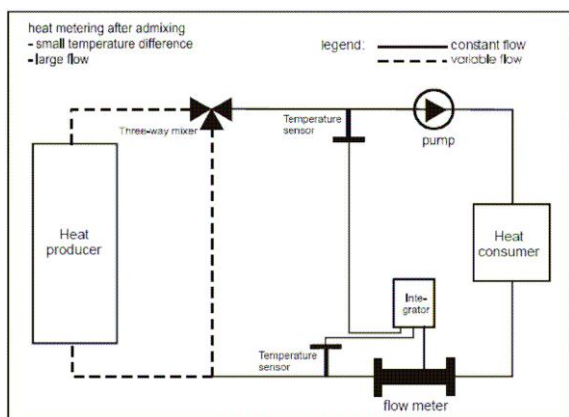 heat metering after admixing
- small temperature difference
- large flow
legend:
constant flow
variable flow
Three-way mixer
Temperature
sensor
pump
Heat
producer
Heat
consumer
Inte-
grator
Temperature
sensor
flow meter